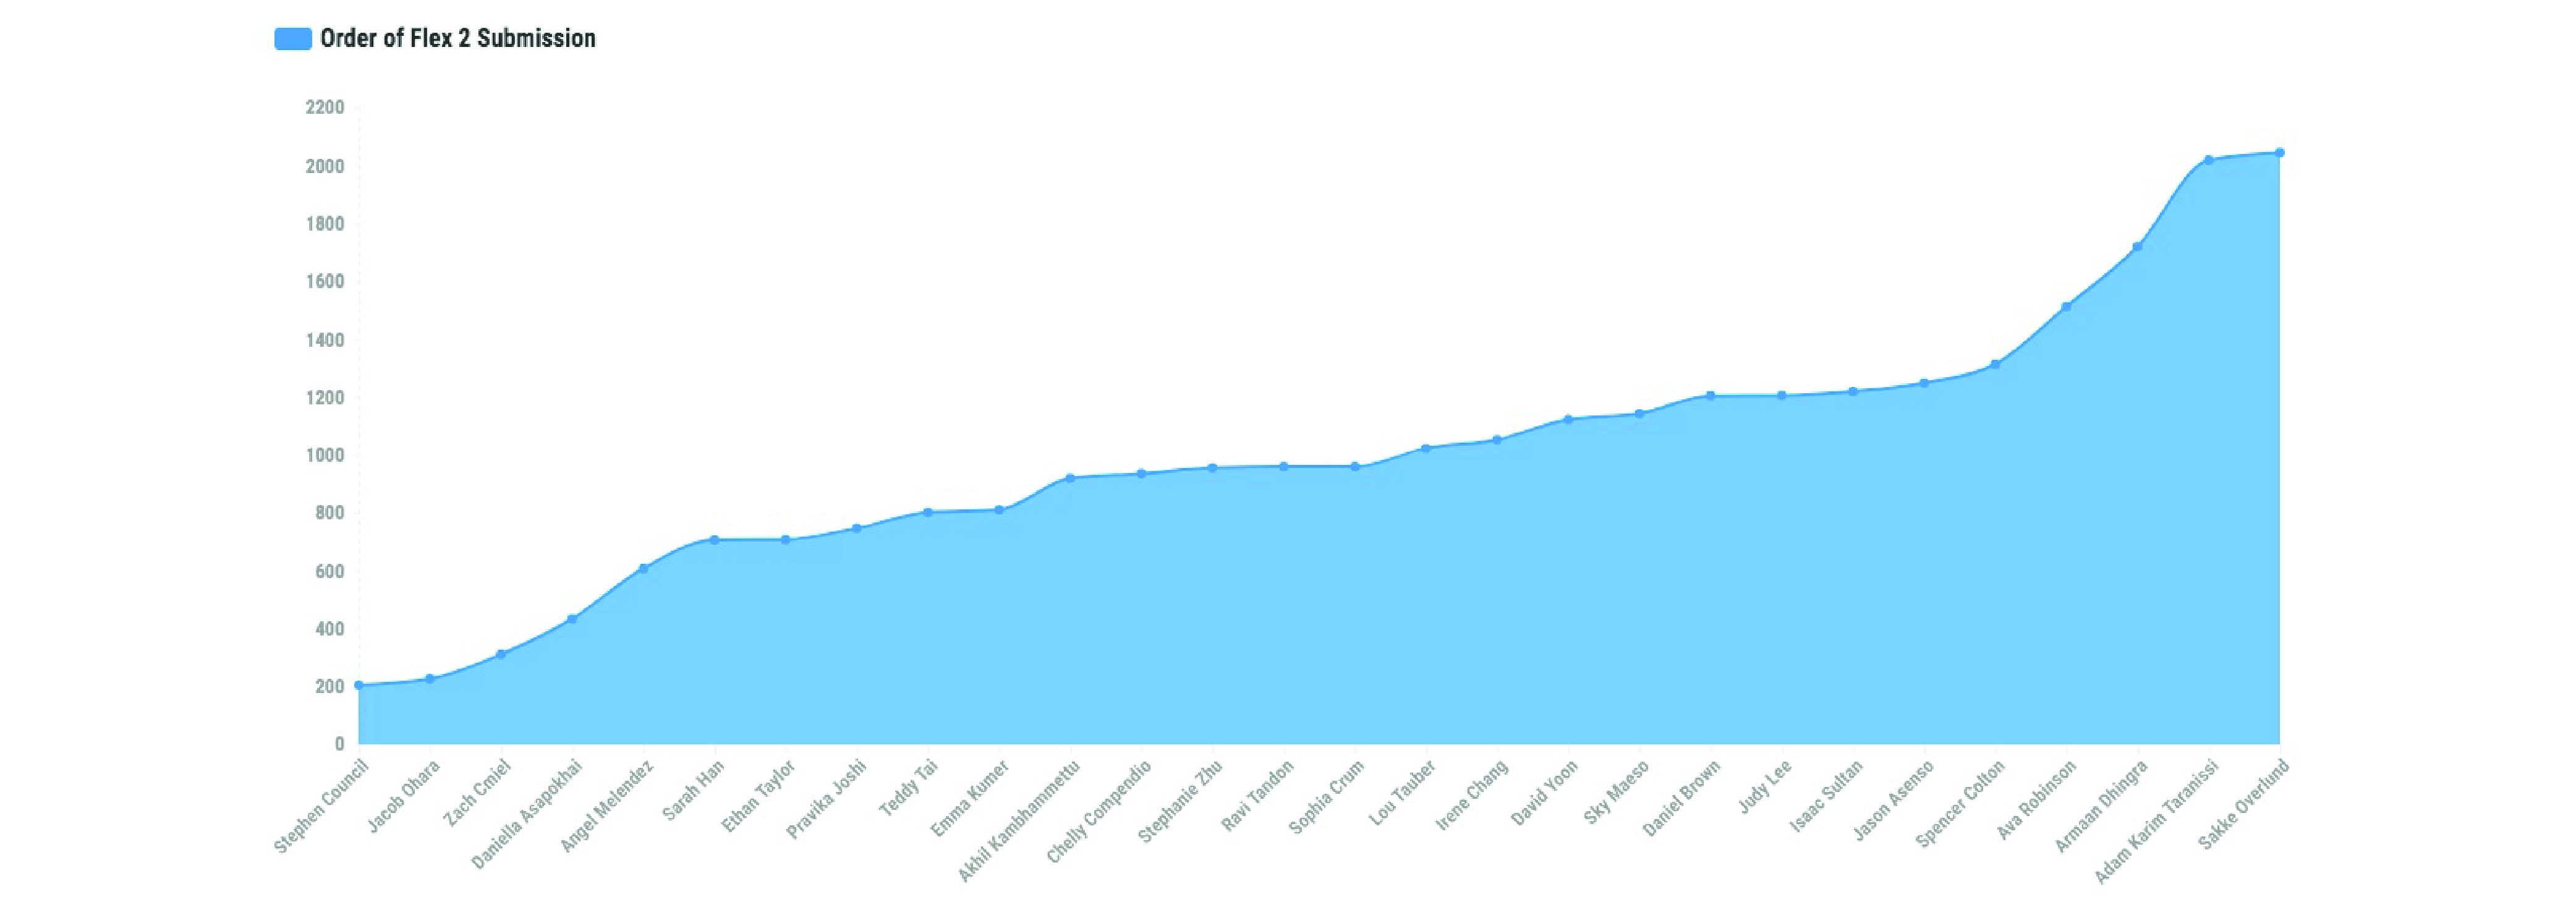 Order of Flex 2 Submission
2200
2000
1800
1600
1400
1200
1000
800
600
400
200
0
Stephen Council
Jacob Ohara
Zach Cmiel
Daniella Asapokhai
Angel Melendez
Sarah Han
Ethan Taylor
Pravika Joshi
Teddy Tai
Emma Kumer
Akhil Kambhammettu
Chelly Compendio
Stephanie Zhu
Ravi Tandon
Sophia Crum
Lou Tauber
Irene Chang
David Yoon
Sky Maeso
Daniel Brown
Judy Lee
Isaac Sultan
Jason Asenso
Spencer Colton
Ava Robinson
Armaan Dhingra
Adam Karim Taranissi
Sakke Overlund